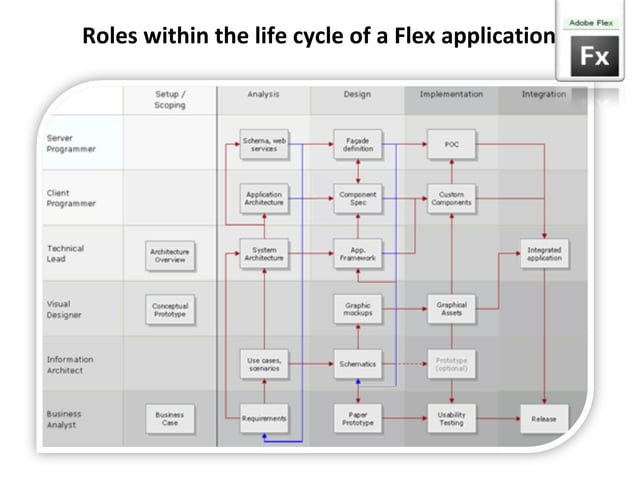 Roles within the life cycle of a Flex application
Adobe Flex
Fx
Setup /
Scoping
Analysis
Design
Implementation
Integration
Server
Programmer
Schema, web
services
Façade
definition
POC
Client
Programmer
Application
Architecture
Component
Spec
Custom
Components
Technical
Lead
Architecture
Overview
System
Architecture
App.
Framework
Integrated
application
Visual
Designer
Conceptual
Prototype
Graphic
mockups
Graphical
Assets
Information
Architect
Use cases,
scenarios
Schematics
Prototype
(optional)
Business
Analyst
Business
Case
Requirements
Paper
Prototype
Usability
Testing
Release